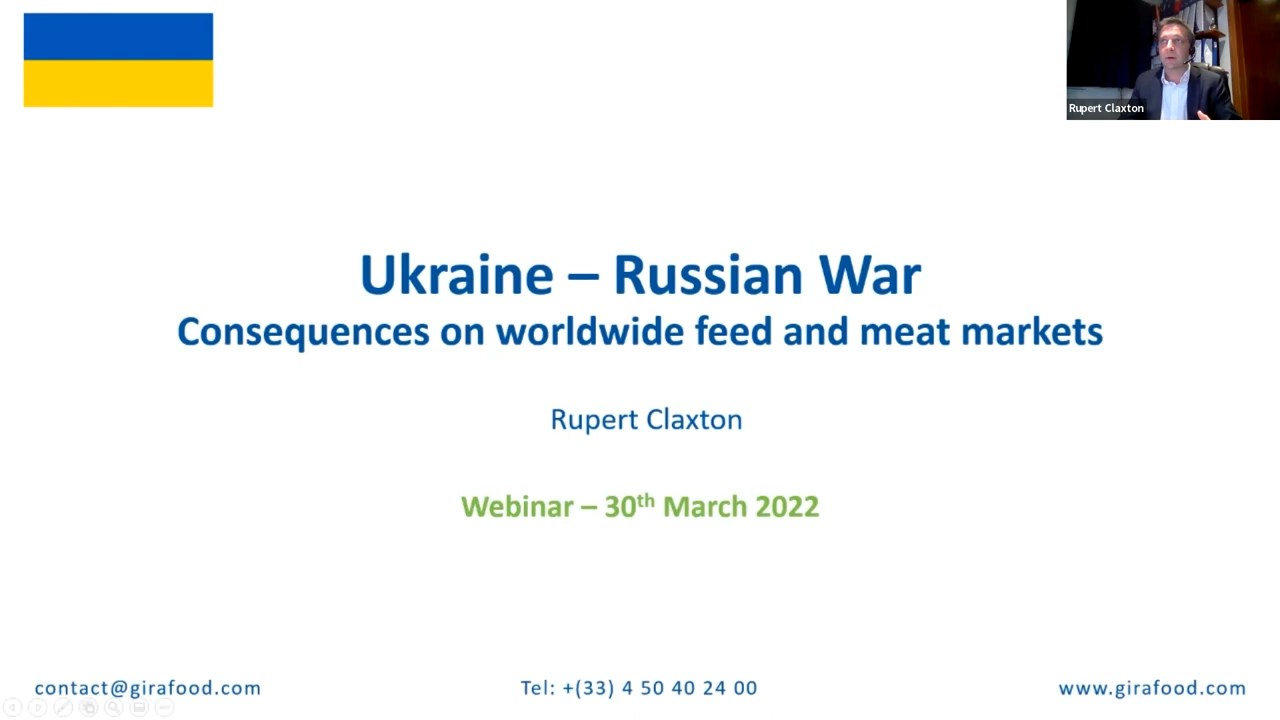 Rupert Claxton
Ukraine – Russian War
Consequences on worldwide feed and meat markets
Rupert Claxton
Webinar – 30th March 2022
contact@girafood.com
Tel: +(33) 4 50 40 24 00
www.girafood.com